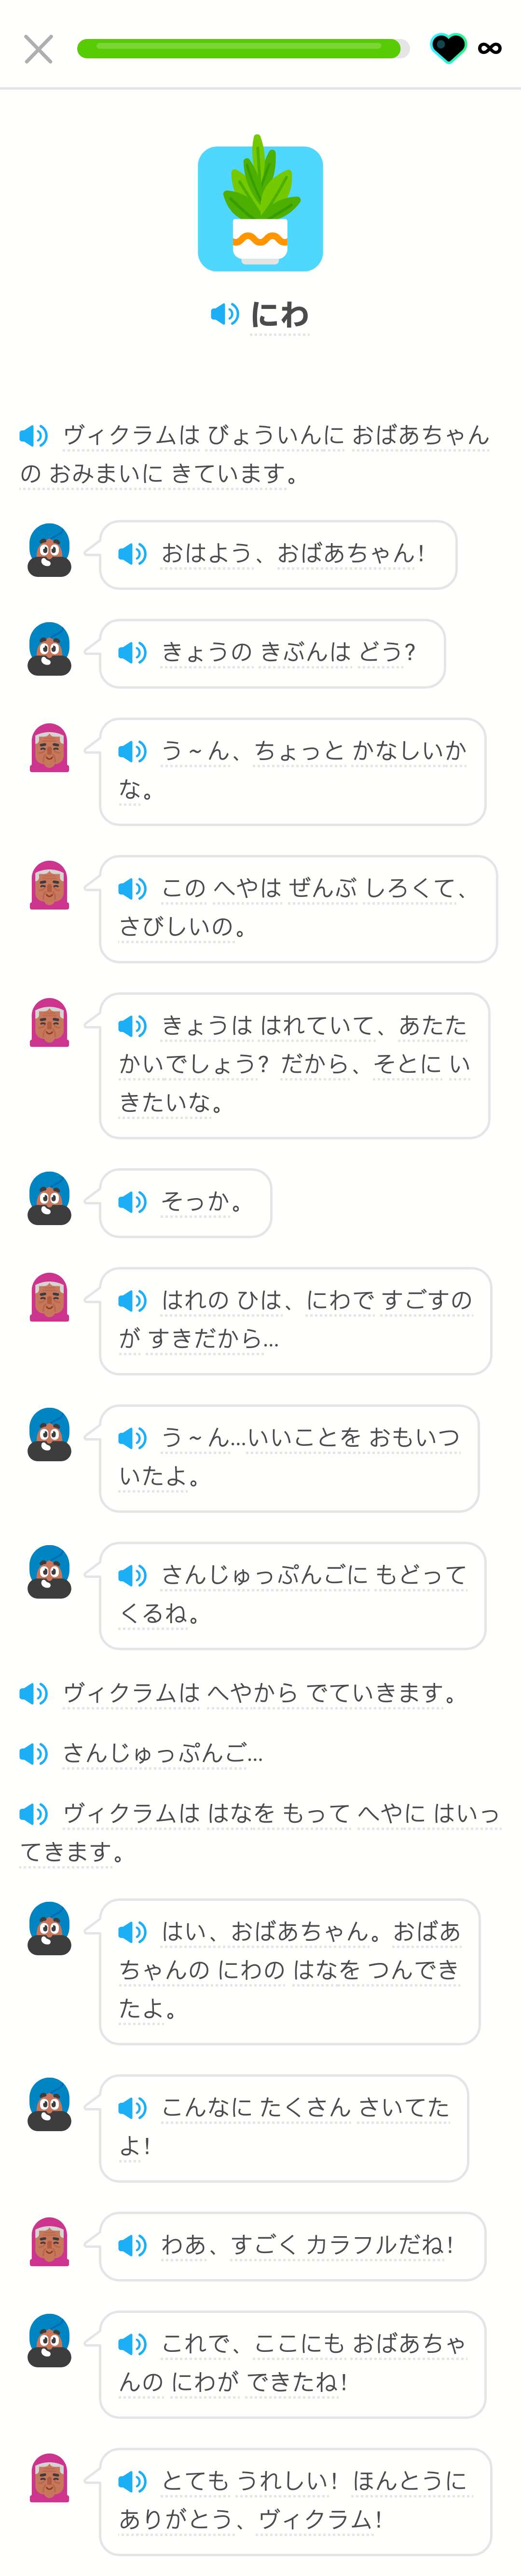 ∞
にわ
ヴィクラムは びょういんに おばあちゃん
の おみまいに きています。
おはよう、おばあちゃん！
きょうの きぶんは どう？
う～ん、ちょっと かなしいか
な。
この へやは ぜんぶ しろくて、
さびしいの。
きょうは はれていて、あたた
かいでしょう？ だから、そとに い
きたいな。
そっか。
はれの ひは、にわで すごすの
が すきだから…
う～ん…いいことを おもいつ
いたよ。
さんじゅっぷんごに もどって
くるね。
ヴィクラムは へやから でていきます。
さんじゅっぷんご…
ヴィクラムは はなを もって へやに はいっ
てきます。
はい、おばあちゃん。おばあ
ちゃんの にわの はなを つんでき
たよ。
こんなに たくさん さいてた
よ！
わあ、すごく カラフルだね！
これで、ここにも おばあちゃ
んの にわが できたね！
とても うれしい！ ほんとうに
ありがとう、ヴィクラム！